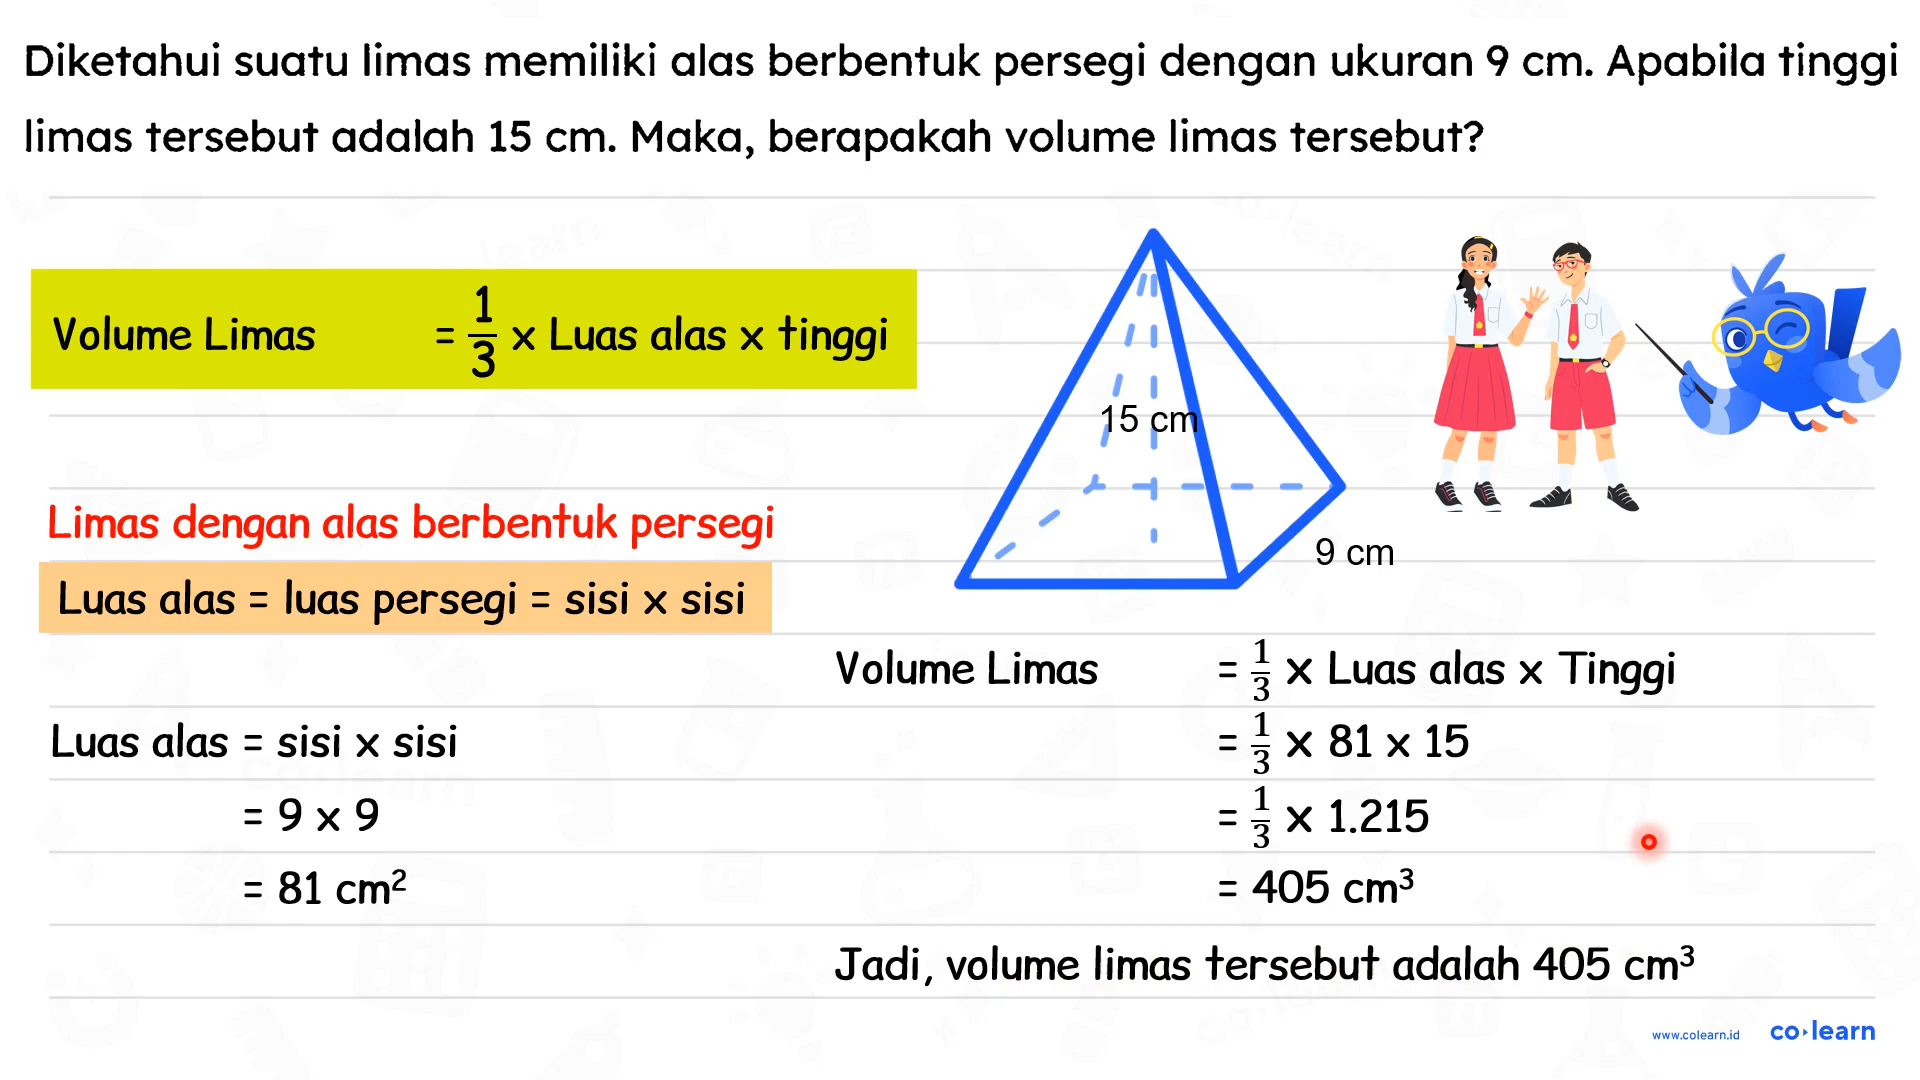 Diketahui suatu limas memiliki alas berbentuk persegi dengan ukuran 9 cm. Apabila tinggi
limas tersebut adalah 15 cm. Maka, berapakah volume limas tersebut?
Volume Limas = 1/3 x Luas alas x tinggi
15 cm
9 cm
Limas dengan alas berbentuk persegi
Luas alas = luas persegi = sisi x sisi
Luas alas = sisi x sisi
= 9 x 9
= 81 cm²
Volume Limas = 1/3 x Luas alas x Tinggi
= 1/3 x 81 x 15
= 1/3 x 1.215
= 405 cm³
Jadi, volume limas tersebut adalah 405 cm³
www.colearn.id co·learn